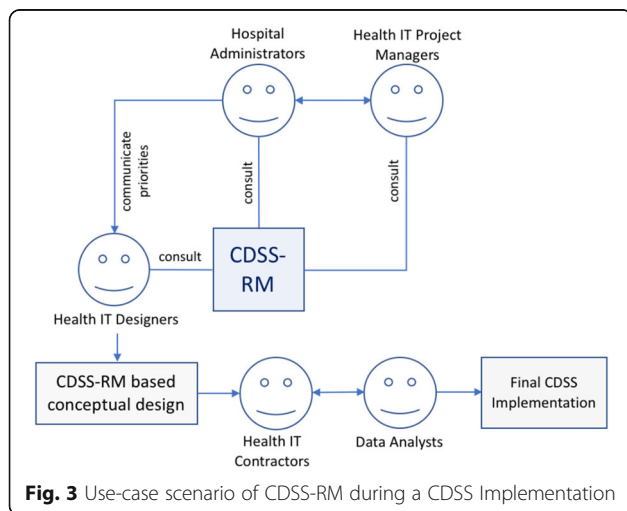 Hospital
Administrators
Health IT Project
Managers
communicate
priorities
consult
consult
consult
CDSS-
RM
Health IT Designers
CDSS-RM based
conceptual design
Health IT
Contractors
Data Analysts
Final CDSS
Implementation
Fig. 3 Use-case scenario of CDSS-RM during a CDSS Implementation